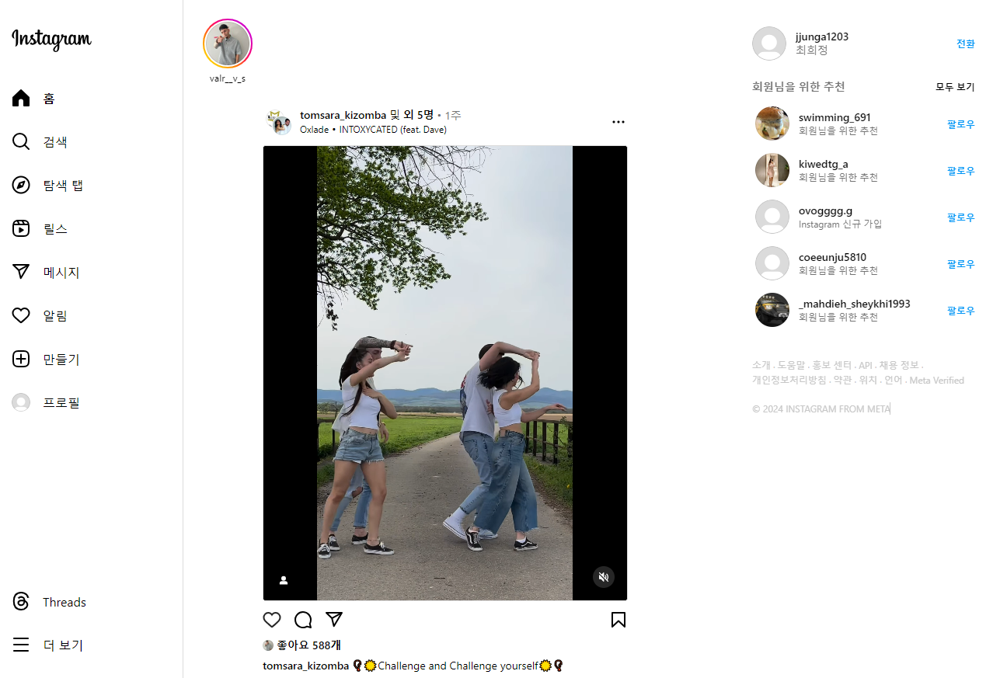 Instagram
홈
검색
탐색 탭
릴스
메시지
알림
만들기
프로필
Threads
더 보기
valr__v_s
tomsara_kizomba 및 외 5명 • 1주
Oxlade • INTOXYCATED (feat. Dave)
좋아요 588개
tomsara_kizomba Challenge and Challenge yourself
jjunga1203
최희정
전환
회원님을 위한 추천
모두 보기
swimming_691
회원님을 위한 추천
팔로우
kiwedtg_a
회원님을 위한 추천
팔로우
ovogggg.g
Instagram 신규 가입
팔로우
coeeunju5810
회원님을 위한 추천
팔로우
_mahdieh_sheykhi1993
회원님을 위한 추천
팔로우
소개 . 도움말 . 홍보 센터 . API . 채용 정보 .
개인정보처리방침 . 약관 . 위치 . 언어 . Meta Verified
© 2024 INSTAGRAM FROM META